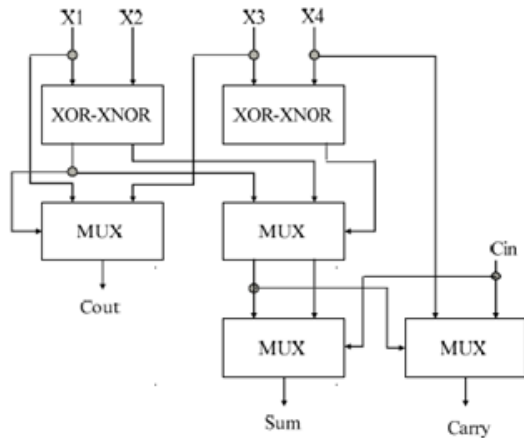 X1 X2 X3 X4
XOR-XNOR XOR-XNOR
MUX MUX
Cin
Cout
MUX MUX
Sum Carry